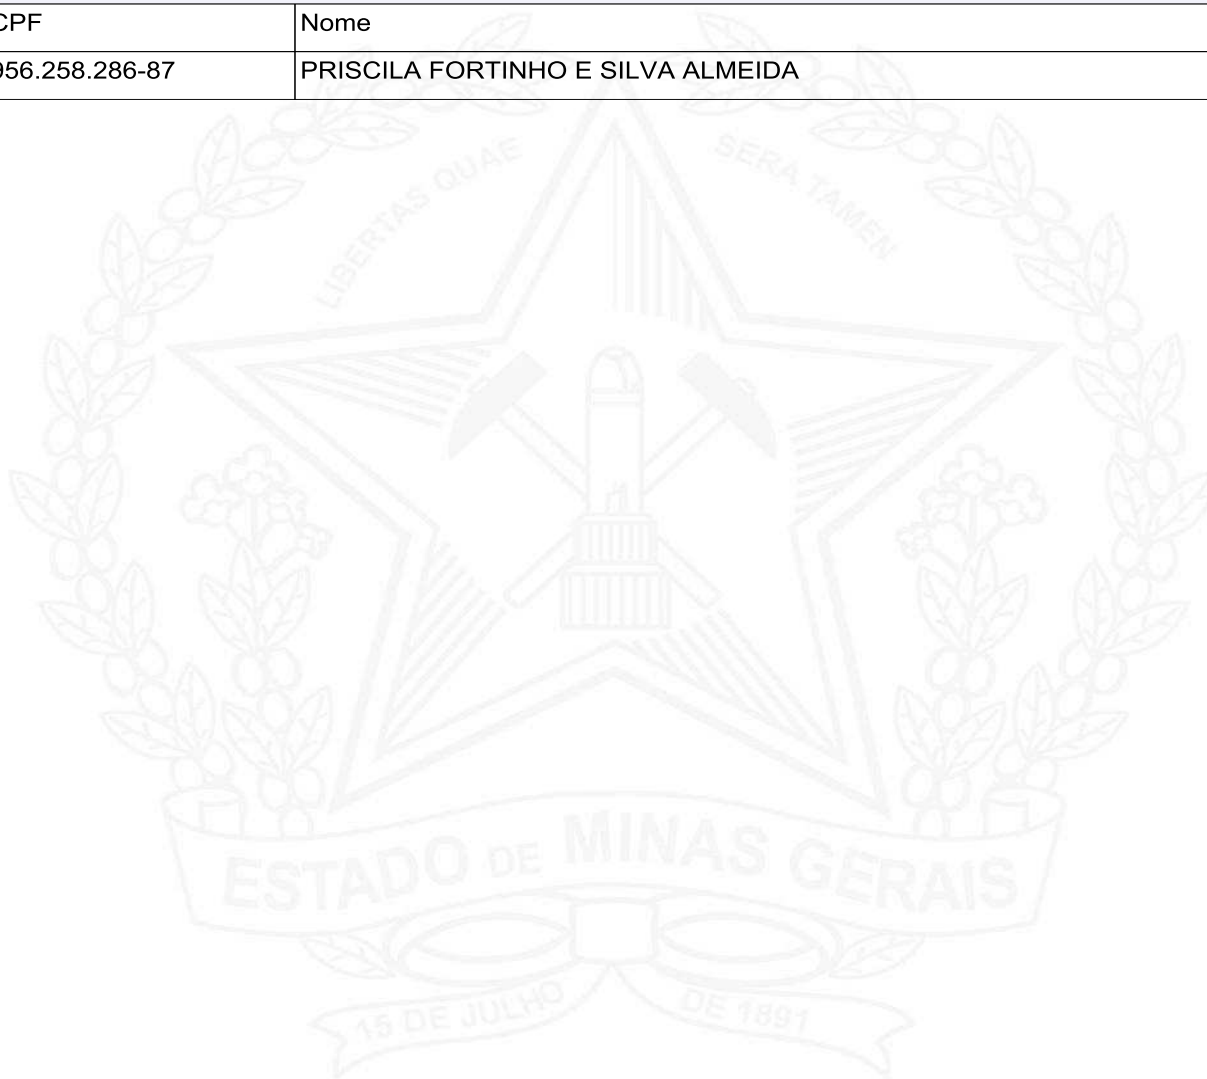 CPF Nome
956.258.286-87 PRISCILA FORTINHO E SILVA ALMEIDA
LIBERTAS QUAE SERA TAMEN
ESTADO DE MINAS GERAIS
15 DE JULHO DE 1891